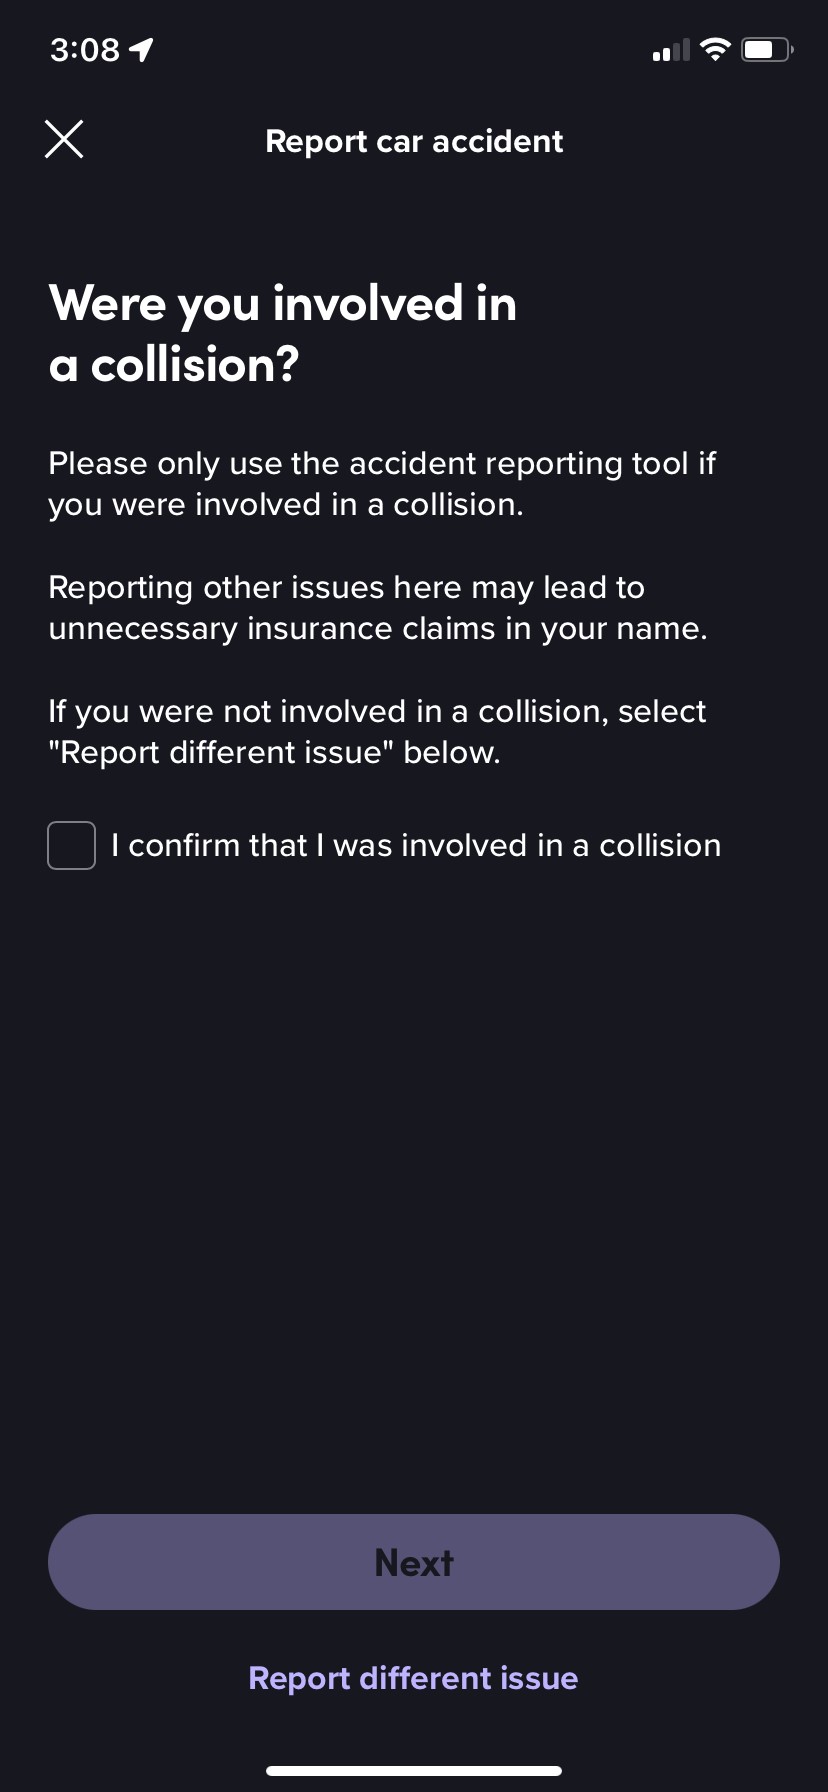 3:08
Report car accident
Were you involved in
a collision?
Please only use the accident reporting tool if
you were involved in a collision.
Reporting other issues here may lead to
unnecessary insurance claims in your name.
If you were not involved in a collision, select
"Report different issue" below.
I confirm that I was involved in a collision
Next
Report different issue